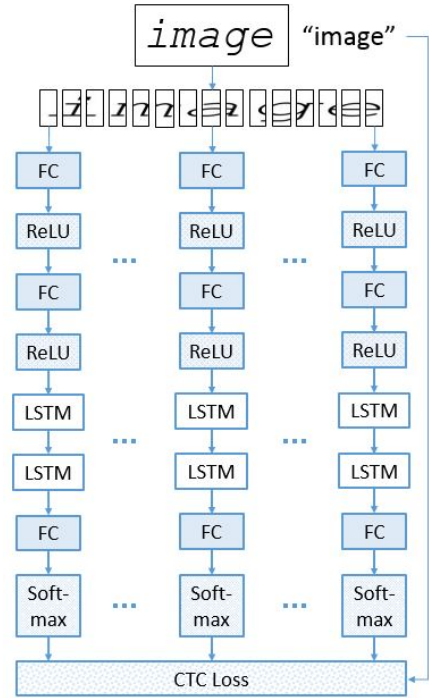 image “image”
i m a g e
FC FC FC
ReLU ReLU ReLU
... ...
FC FC FC
ReLU ReLU ReLU
LSTM LSTM LSTM
... ...
LSTM LSTM LSTM
FC FC FC
Soft- ... Soft- ... Soft-
max max max
CTC Loss